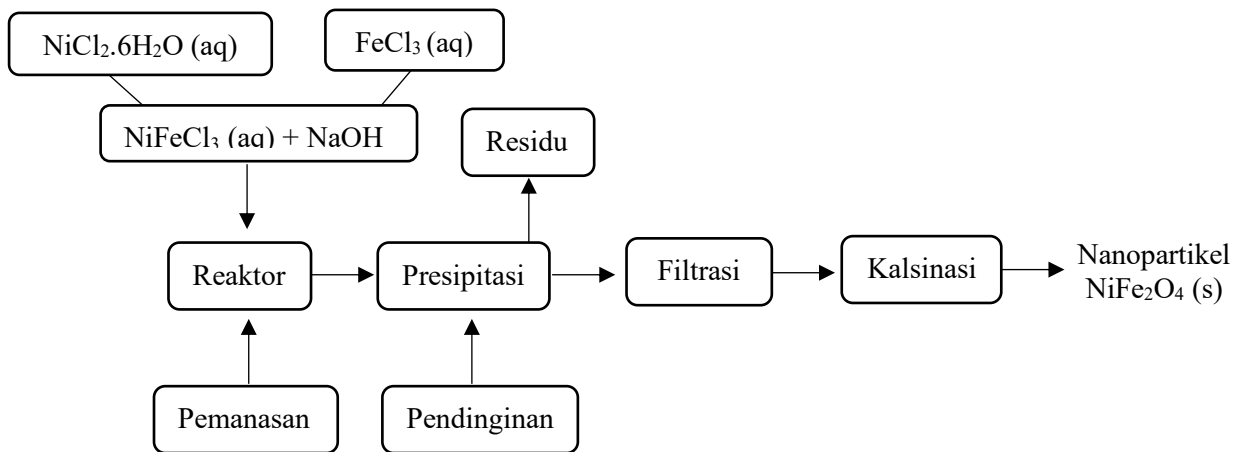 NiCl₂.6H₂O (aq)
FeCl₃ (aq)
NiFeCl₃ (aq) + NaOH
Residu
Reaktor
Presipitasi
Filtrasi
Kalsinasi
Nanopartikel
NiFe₂O₄ (s)
Pemanasan
Pendinginan